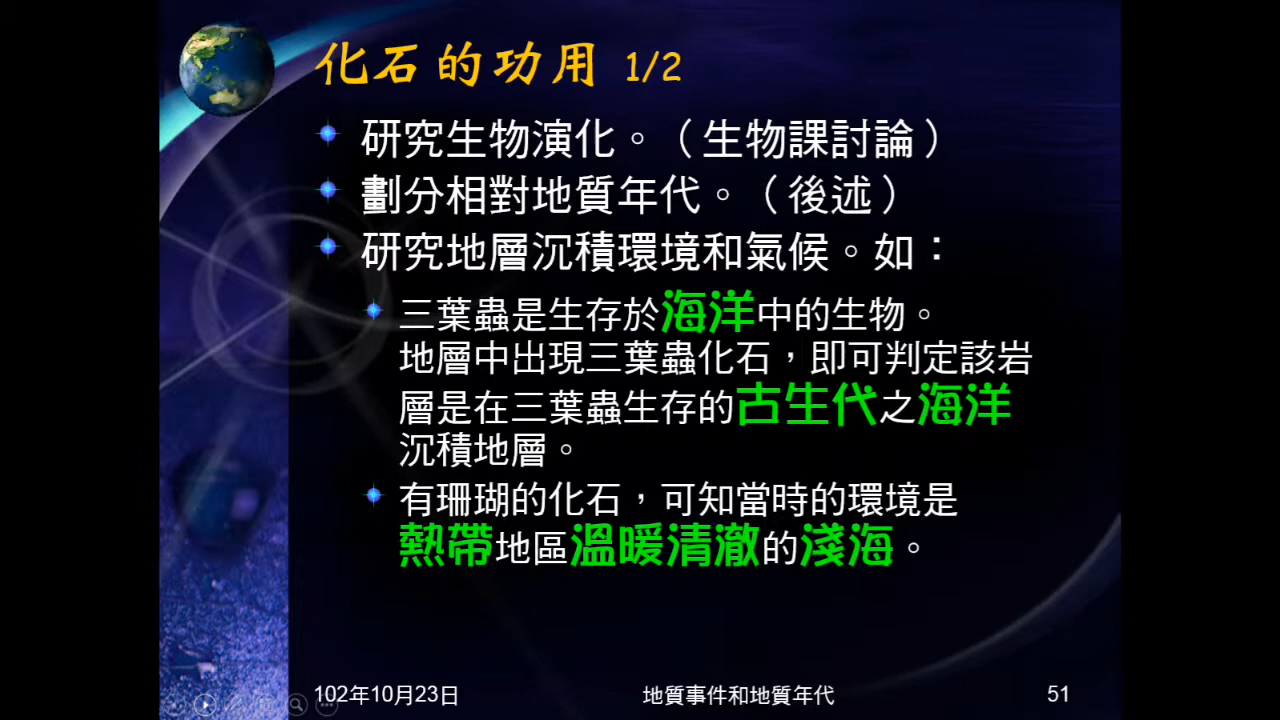 化石的功用 1/2
研究生物演化。（生物課討論）
劃分相對地質年代。（後述）
研究地層沉積環境和氣候。如：
三葉蟲是生存於海洋中的生物。
地層中出現三葉蟲化石，即可判定該岩
層是在三葉蟲生存的古生代之海洋
沉積地層。
有珊瑚的化石，可知當時的環境是
熱帶地區溫暖清澈的淺海。
102年10月23日
地質事件和地質年代
51